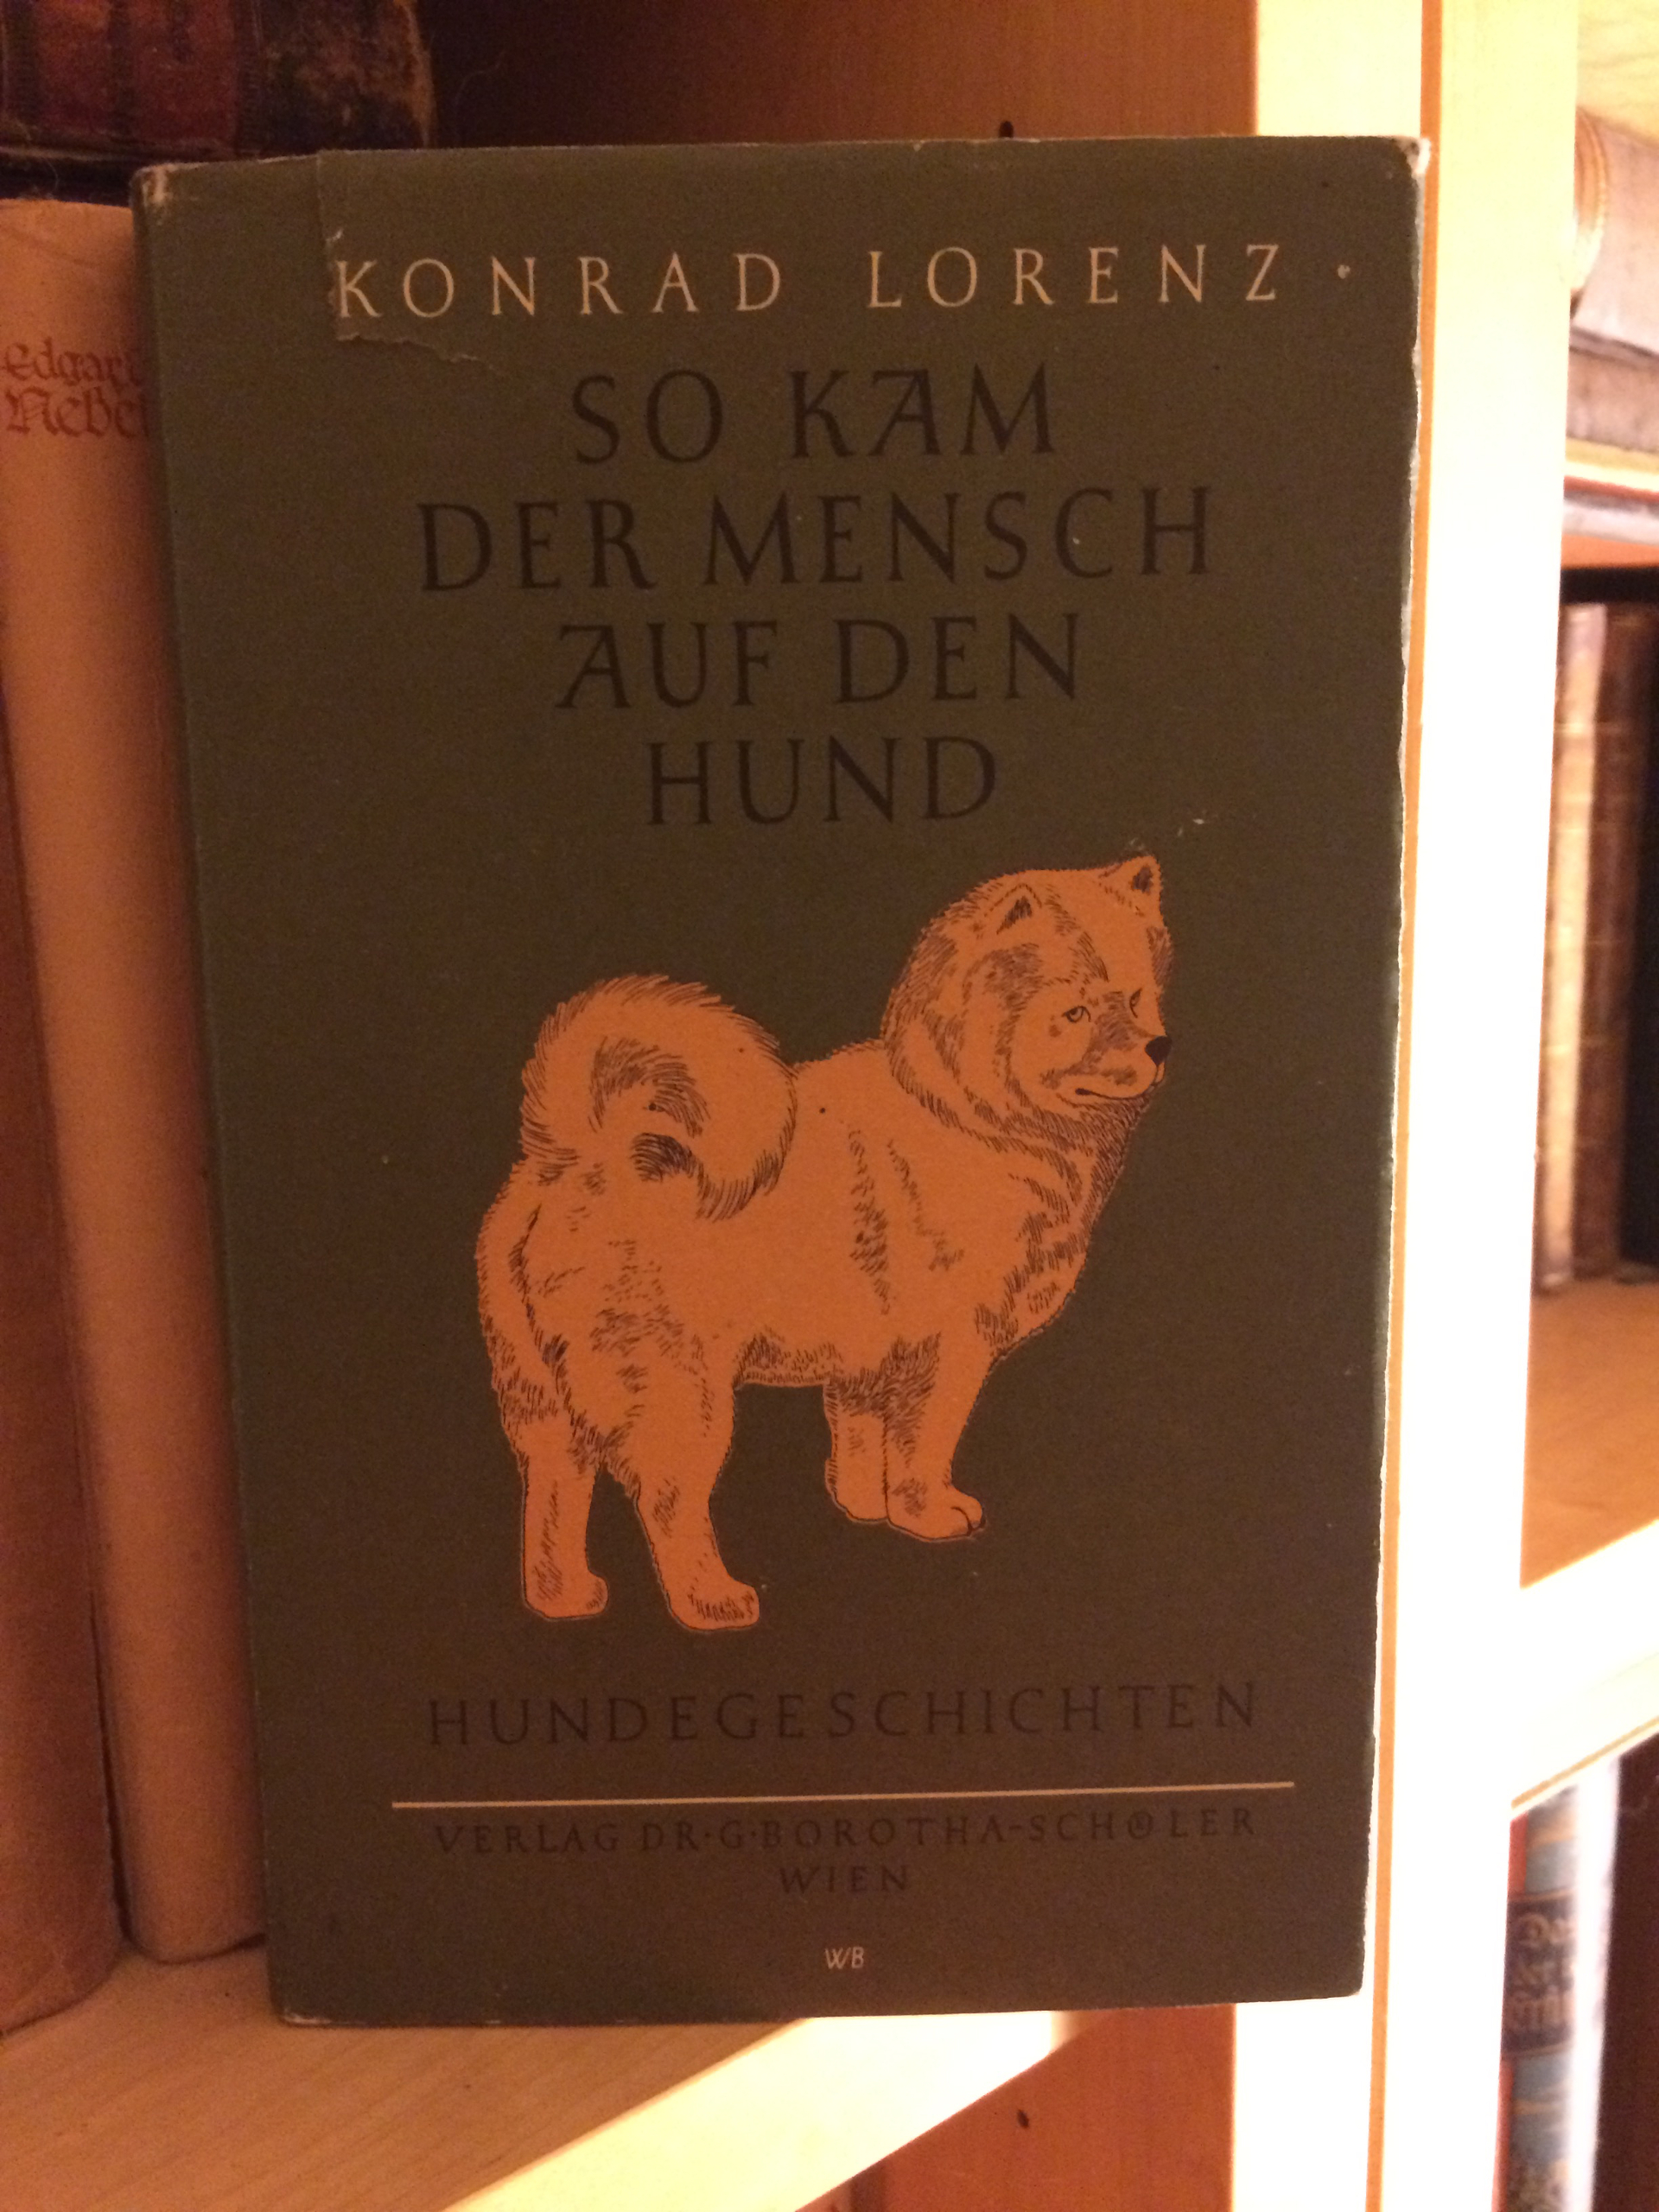 KONRAD LORENZ
SO KAM
DER MENSCH
AUF DEN
HUND
HUNDEGESCHICHTEN
VERLAG DR·G·BOROTHA-SCHOLER
WIEN
WB